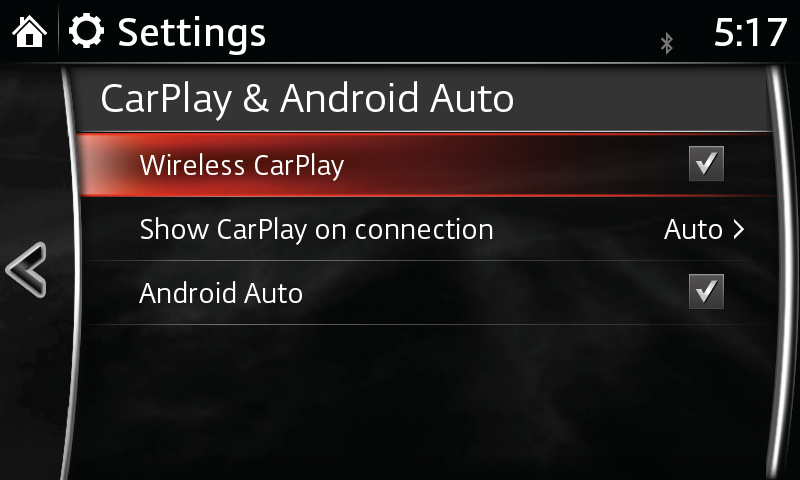 Settings
5:17
CarPlay & Android Auto
Wireless CarPlay
Show CarPlay on connection Auto
Android Auto